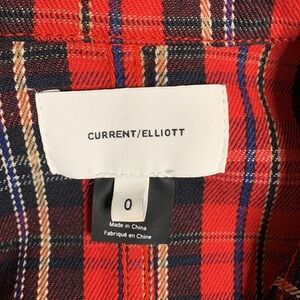 CURRENT/ELLIOTT
0
Made in China
Fabriqué en Chine